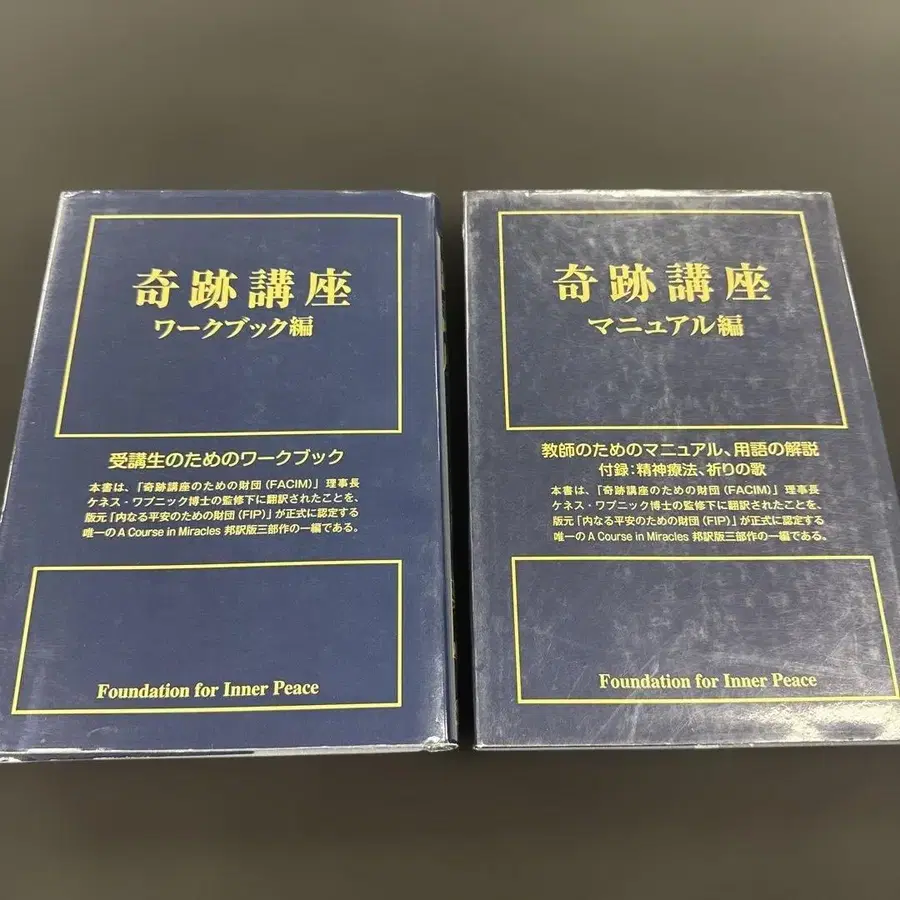 奇跡講座
ワークブック編
受講生のためのワークブック
本書は、「奇跡講座のための財団(FACIM)」理事長
ケネス・ワプニック博士の監修下に翻訳されたことを、
版元「内なる平安のための財団(FIP)」が正式に認定する
唯一のA Course in Miracles 邦訳版三部作の一編である。
Foundation for Inner Peace
奇跡講座
マニュアル編
教師のためのマニュアル、用語の解説
付録:精神療法、祈りの歌
本書は、「奇跡講座のための財団(FACIM)」理事長
ケネス・ワプニック博士の監修下に翻訳されたことを、
版元「内なる平安のための財団(FIP)」が正式に認定する
唯一のA Course in Miracles 邦訳版三部作の一編である。
Foundation for Inner Peace